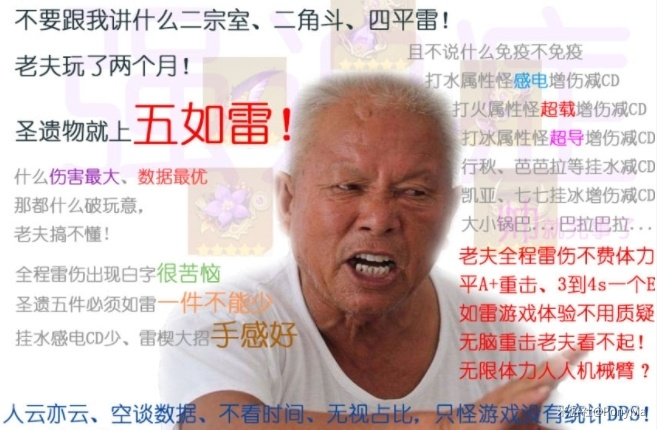 不要跟我讲什么二宗室、二角斗、四平雷！
老夫玩了两个月！
圣遗物就上五如雷！
什么伤害最大、数据最优
那都什么破玩意，
老夫搞不懂！
全程雷伤出现白字很苦恼
圣遗五件必须如雷一件不能少
挂水感电CD少、雷楔大招手感好
且不说什么免疫不免疫
打水属性怪感电增伤减CD
打火属性怪超载增伤减CD
打冰属性怪超导增伤减CD
行秋、芭芭拉等挂水减CD
凯亚、七七挂冰增伤减CD
大小锅巴...巴拉巴拉...
老夫全程雷伤不费体力
平A+重击、3到4s一个E
如雷游戏体验不用质疑
无脑重击老夫看不起！
无限体力人人机械臂？
人云亦云、空谈数据、不看时间、无视占比，只怪游戏没有统计DPS！